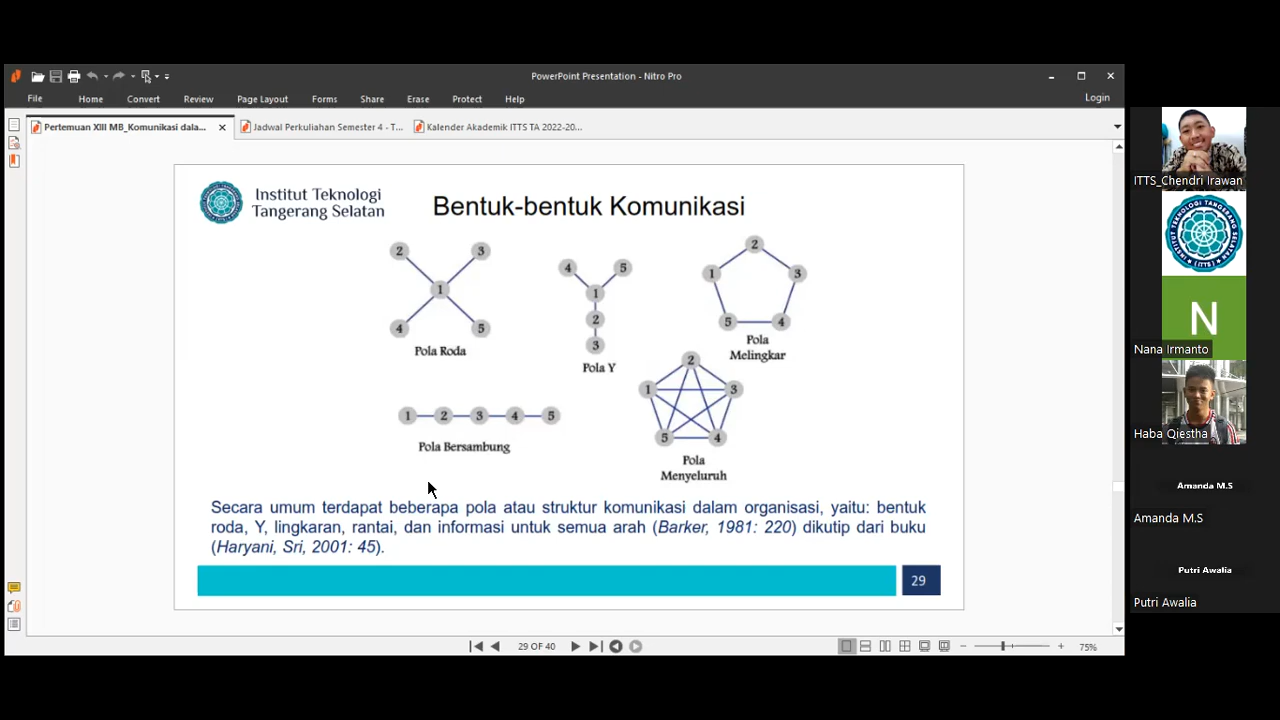 PowerPoint Presentation - Nitro Pro
File Home Convert Review Page Layout Forms Share Erase Protect Help Login
Pertemuan XIII MB_Komunikasi dala... Jadwal Perkuliahan Semester 4 - T... Kalender Akademik ITTS TA 2022-20...
Institut Teknologi
Tangerang Selatan
Bentuk-bentuk Komunikasi
2 3
1
4 5
Pola Roda
4 5
1
2
3
Pola Y
2
1 3
5 4
Pola
Melingkar
1 2 3 4 5
Pola Bersambung
2
1 3
5 4
Pola
Menyeluruh
Secara umum terdapat beberapa pola atau struktur komunikasi dalam organisasi, yaitu: bentuk
roda, Y, lingkaran, rantai, dan informasi untuk semua arah (Barker, 1981: 220) dikutip dari buku
(Haryani, Sri, 2001: 45).
29
29 OF 40
75%
ITTS_Chendri Irawan
INSTITUT TEKNOLOGI TANGERANG SELATAN (ITTS)
N
Nana Irmanto
Haba Qiestha
Amanda M.S
Amanda M.S
Putri Awalia
Putri Awalia